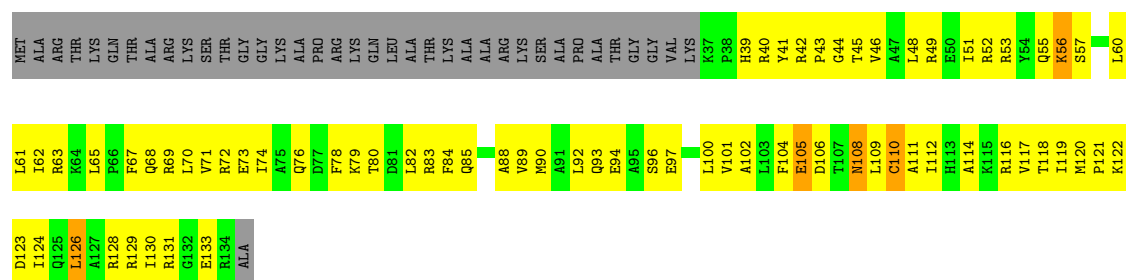 MET ALA ARG THR LYS GLN THR ALA ARG LYS SER THR GLY GLY LYS ALA PRO ARG LYS GLN LEU ALA THR LYS ALA ALA ARG LYS SER ALA PRO ALA THR GLY GLY VAL LYS K37 P38 H39 R40 Y41 R42 P43 G44 T45 V46 A47 L48 R49 E50 I51 R52 R53 Y54 Q55 K56 S57 L60
L61 I62 R63 K64 L65 P66 F67 Q68 R69 L70 V71 R72 E73 I74 A75 Q76 D77 F78 K79 T80 D81 L82 R83 F84 Q85 A88 V89 M90 A91 L92 Q93 E94 A95 S96 E97 L100 V101 A102 L103 F104 E105 D106 T107 N108 L109 C110 A111 I112 H113 A114 K115 R116 V117 T118 I119 M120 P121 K122
D123 I124 Q125 L126 A127 R128 R129 I130 R131 G132 E133 R134 ALA